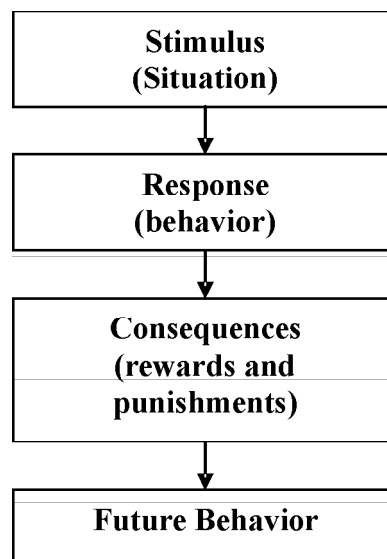 Stimulus
(Situation)
Response
(behavior)
Consequences
(rewards and
punishments)
Future Behavior